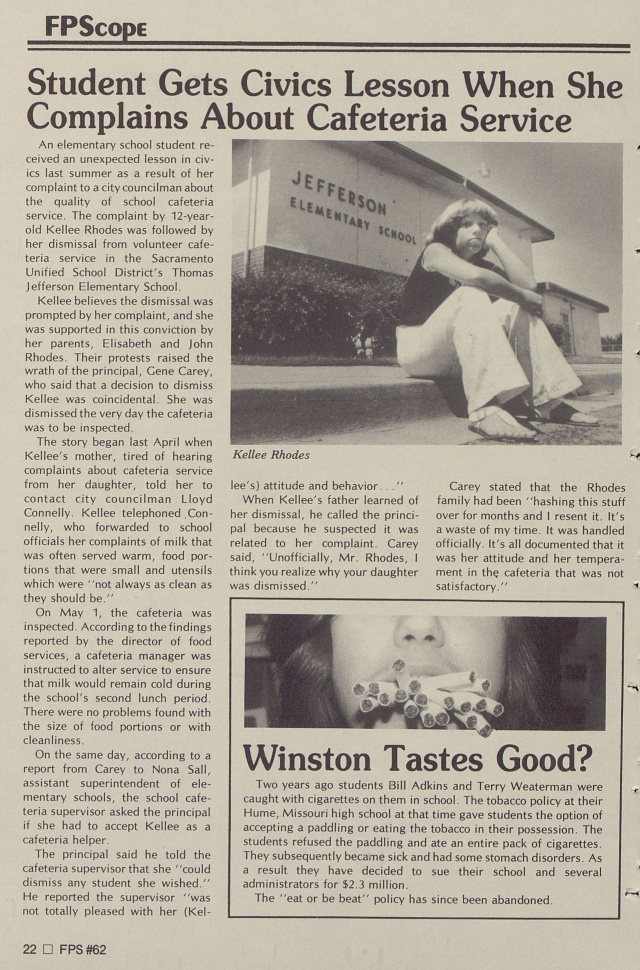 FPScope
Student Gets Civics Lesson When She
Complains About Cafeteria Service
An elementary school student re-
ceived an unexpected lesson in civ-
ics last summer as a result of her
complaint to a city councilman about
the quality of school cafeteria
service. The complaint by 12-year-
old Kellee Rhodes was followed by
her dismissal from volunteer cafe-
teria service in the Sacramento
Unified School District's Thomas
Jefferson Elementary School.
Kellee believes the dismissal was
prompted by her complaint, and she
was supported in this conviction by
her parents, Elisabeth and John
Rhodes. Their protests raised the
wrath of the principal, Gene Carey,
who said that a decision to dismiss
Kellee was coincidental. She was
dismissed the very day the cafeteria
was to be inspected.
The story began last April when
Kellee's mother, tired of hearing
complaints about cafeteria service
from her daughter, told her to
contact city councilman Lloyd
Connelly. Kellee telephoned Con-
nelly, who forwarded to school
officials her complaints of milk that
was often served warm, food por-
tions that were small and utensils
which were "not always as clean as
they should be."
On May 1, the cafeteria was
inspected. According to the findings
reported by the director of food
services, a cafeteria manager was
instructed to alter service to ensure
that milk would remain cold during
the school's second lunch period.
There were no problems found with
the size of food portions or with
cleanliness.
On the same day, according to a
report from Carey to Nona Sall,
assistant superintendent of ele-
mentary schools, the school cafe-
teria supervisor asked the principal
if she had to accept Kellee as a
cafeteria helper.
The principal said he told the
cafeteria supervisor that she "could
dismiss any student she wished."
He reported the supervisor "was
not totally pleased with her (Kel-
JEFFERSON
ELEMENTARY SCHOOL
Kellee Rhodes
lee's) attitude and behavior . . ."
When Kellee's father learned of
her dismissal, he called the princi-
pal because he suspected it was
related to her complaint. Carey
said, "Unofficially, Mr. Rhodes, I
think you realize why your daughter
was dismissed."
Carey stated that the Rhodes
family had been "hashing this stuff
over for months and I resent it. It's
a waste of my time. It was handled
officially. It's all documented that it
was her attitude and her tempera-
ment in the cafeteria that was not
satisfactory."
Winston Tastes Good?
Two years ago students Bill Adkins and Terry Weaterman were
caught with cigarettes on them in school. The tobacco policy at their
Hume, Missouri high school at that time gave students the option of
accepting a paddling or eating the tobacco in their possession. The
students refused the paddling and ate an entire pack of cigarettes.
They subsequently became sick and had some stomach disorders. As
a result they have decided to sue their school and several
administrators for $2.3 million.
The "eat or be beat" policy has since been abandoned.
22 □ FPS #62